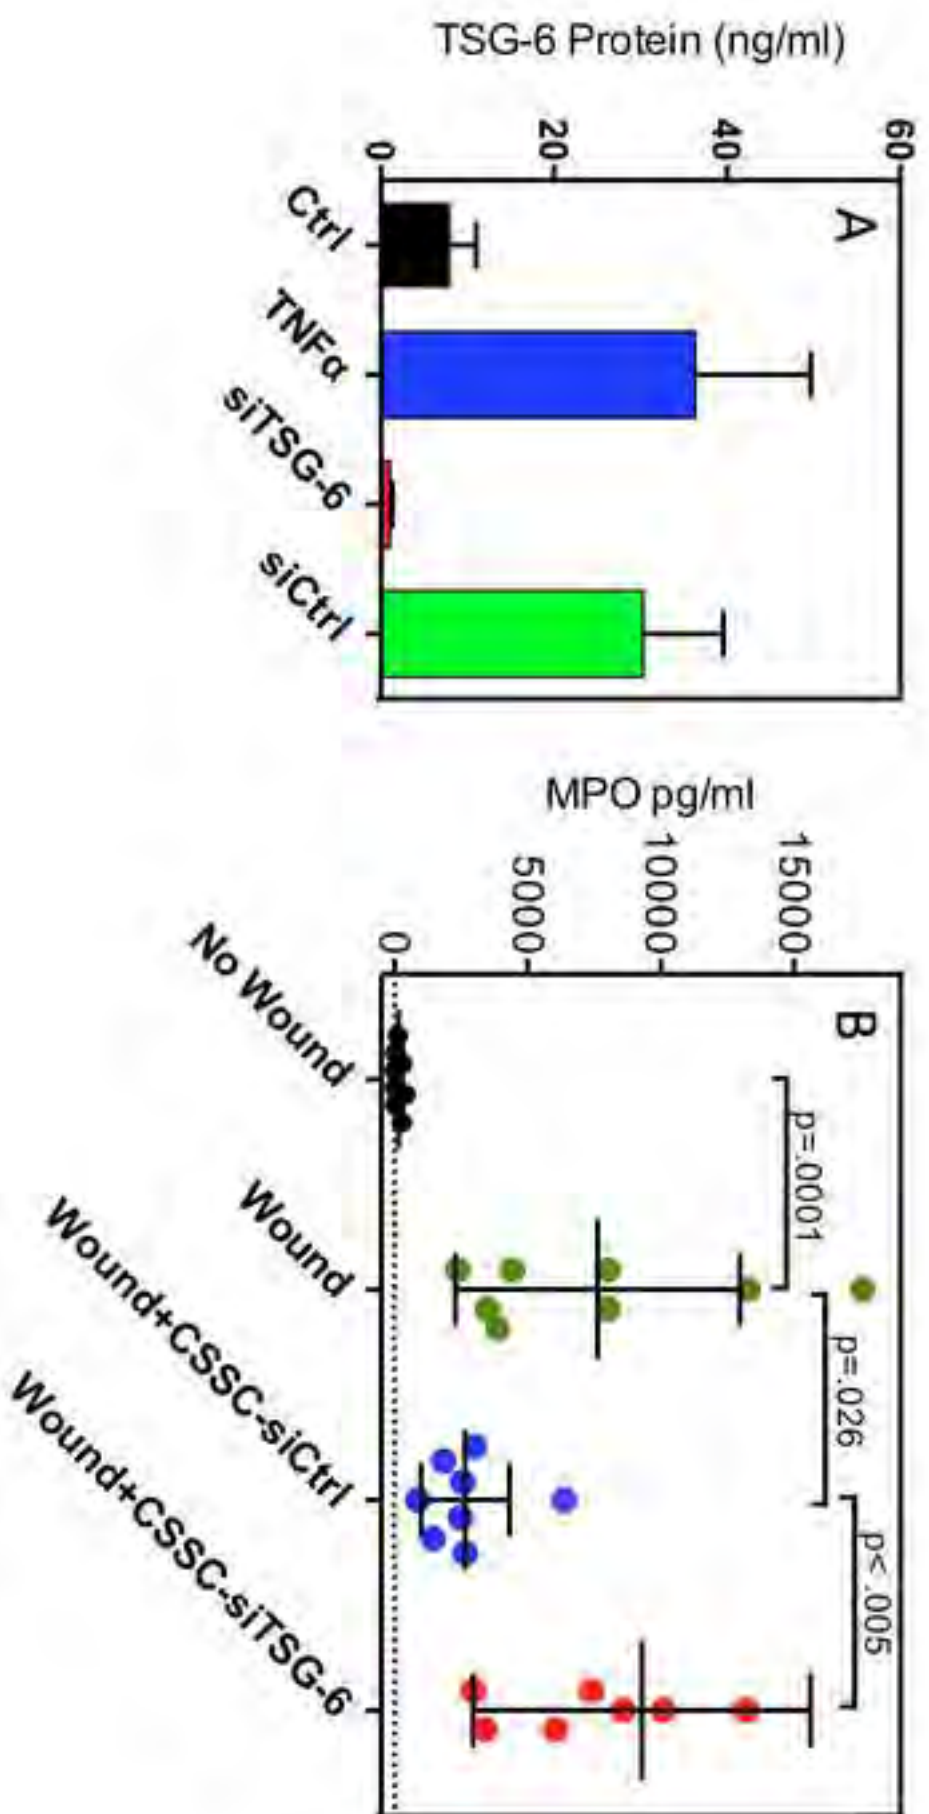 A
TSG-6 Protein (ng/ml)
60
40
20
0
Ctrl
TNFα
siTSG-6
siCtrl
B
MPO pg/ml
15000
10000
5000
0
p=.0001
p=.026
p<.005
No Wound
Wound
Wound+CSSC-siCtrl
Wound+CSSC-siTSG-6